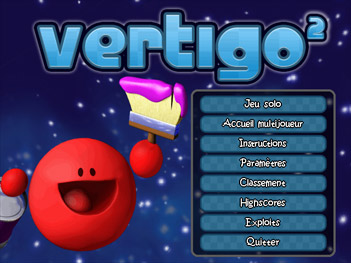 vertigo²
Jeu solo
Accueil multijoueur
Instructions
Paramètres
Classement
Highscores
Exploits
Quitter